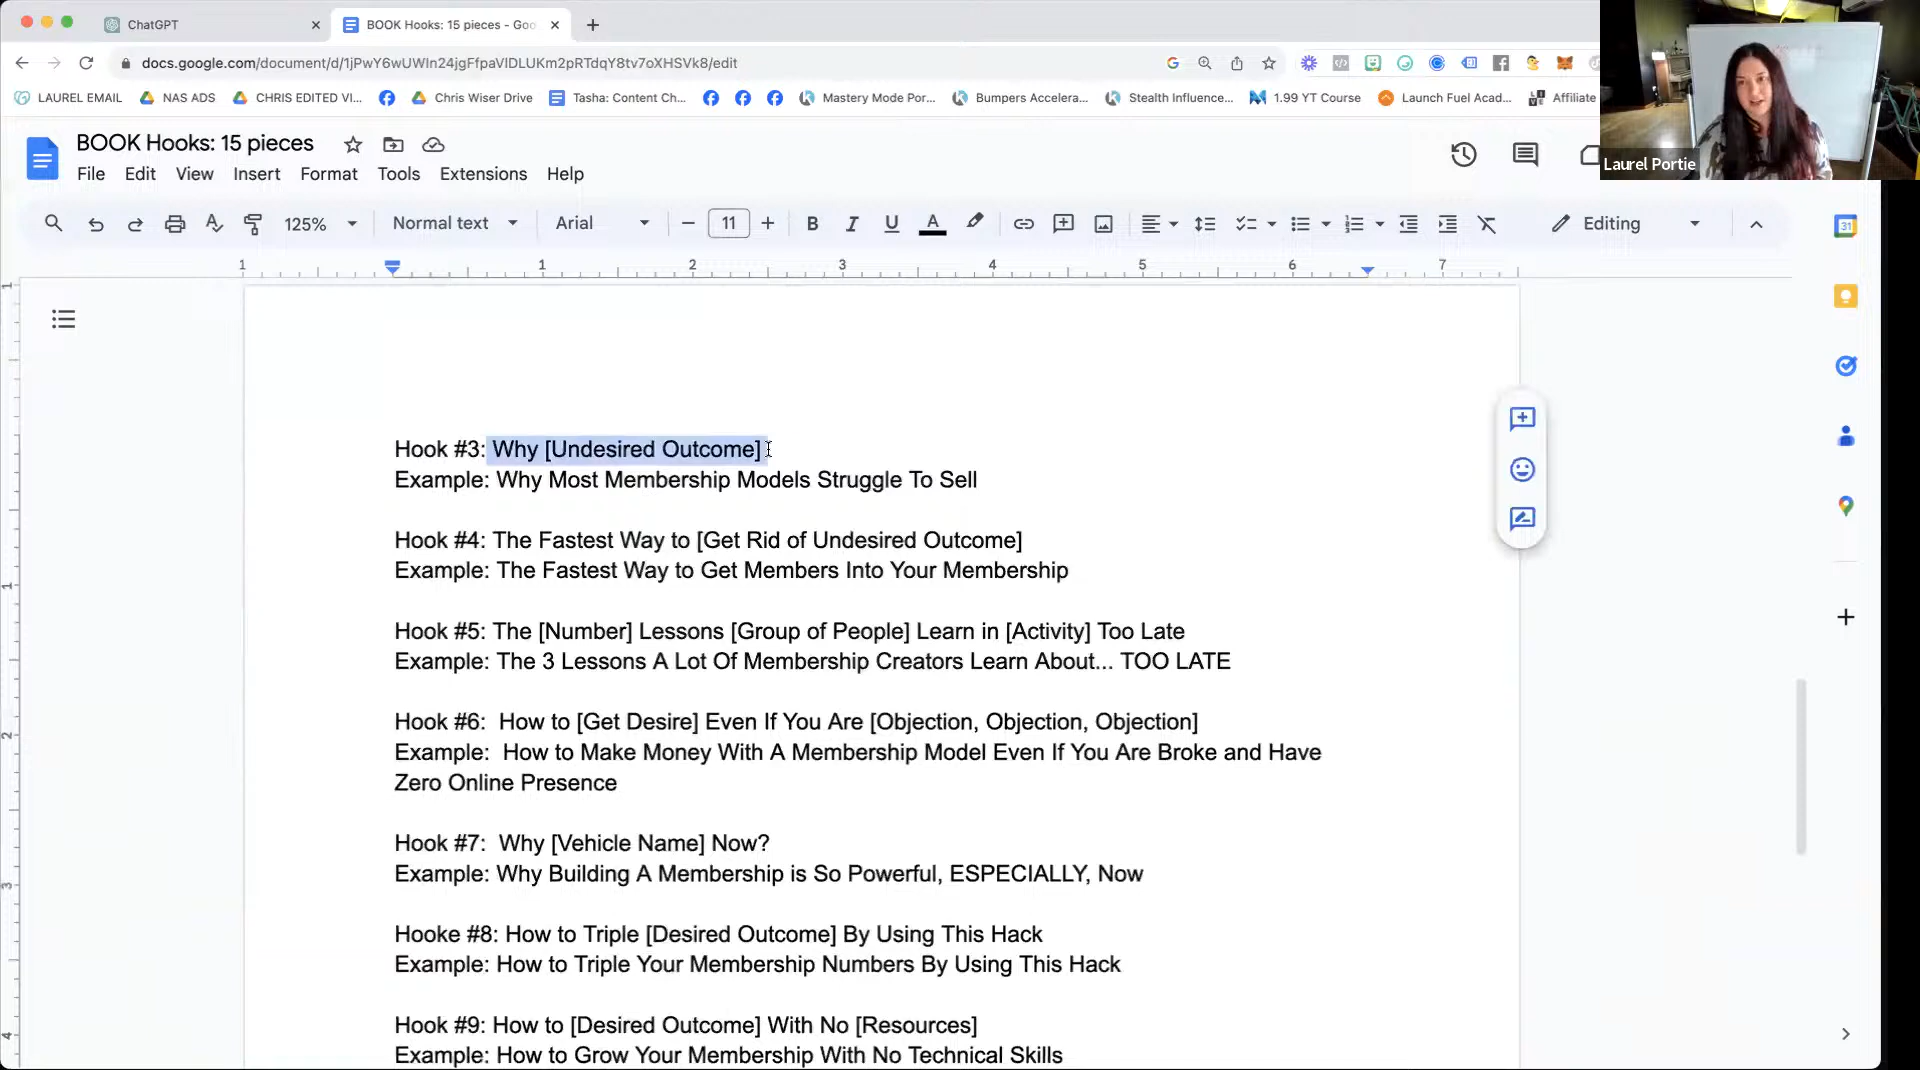 ChatGPT
BOOK Hooks: 15 pieces - Goo
docs.google.com/document/d/1jPwY6wUWIn24jgFfpaVlDLUKm2pRTdqY8tv7oXHSVk8/edit
LAUREL EMAIL
NAS ADS
CHRIS EDITED VI...
Chris Wiser Drive
Tasha: Content Ch...
Mastery Mode Por...
Bumpers Accelera...
Stealth Influence...
1.99 YT Course
Launch Fuel Acad...
Affiliate
Laurel Portie
BOOK Hooks: 15 pieces
File Edit View Insert Format Tools Extensions Help
125% Normal text Arial 11 Editing
31
1 1 2 3 4 5 6 7
Hook #3: Why [Undesired Outcome]
Example: Why Most Membership Models Struggle To Sell
Hook #4: The Fastest Way to [Get Rid of Undesired Outcome]
Example: The Fastest Way to Get Members Into Your Membership
Hook #5: The [Number] Lessons [Group of People] Learn in [Activity] Too Late
Example: The 3 Lessons A Lot Of Membership Creators Learn About... TOO LATE
Hook #6:  How to [Get Desire] Even If You Are [Objection, Objection, Objection]
Example:  How to Make Money With A Membership Model Even If You Are Broke and Have
Zero Online Presence
Hook #7:  Why [Vehicle Name] Now?
Example: Why Building A Membership is So Powerful, ESPECIALLY, Now
Hooke #8: How to Triple [Desired Outcome] By Using This Hack
Example: How to Triple Your Membership Numbers By Using This Hack
Hook #9: How to [Desired Outcome] With No [Resources]
Example: How to Grow Your Membership With No Technical Skills